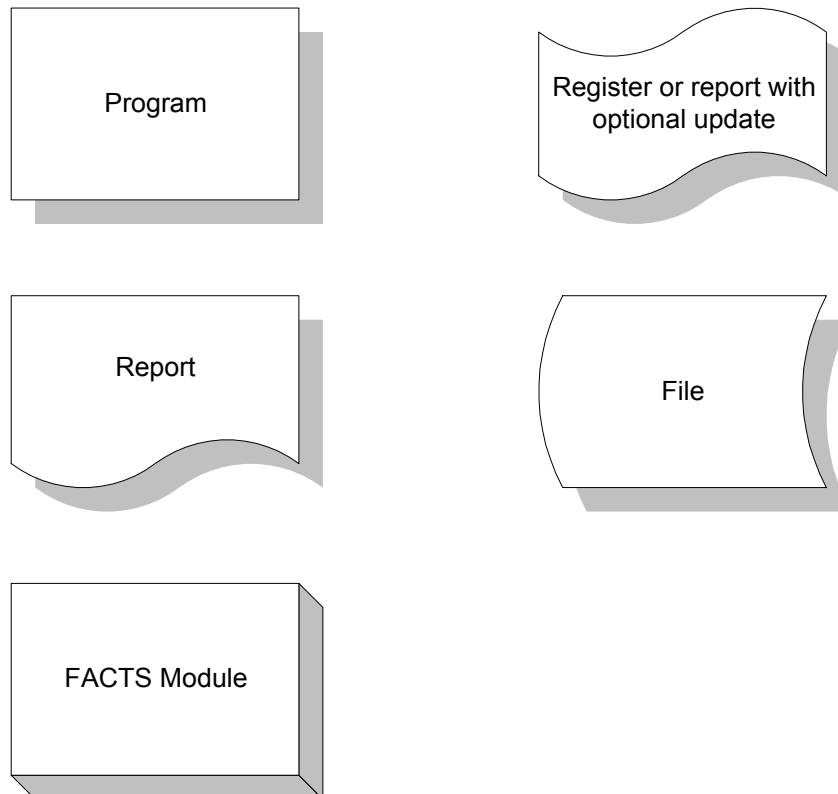 Program
Register or report with
optional update
Report
File
FACTS Module